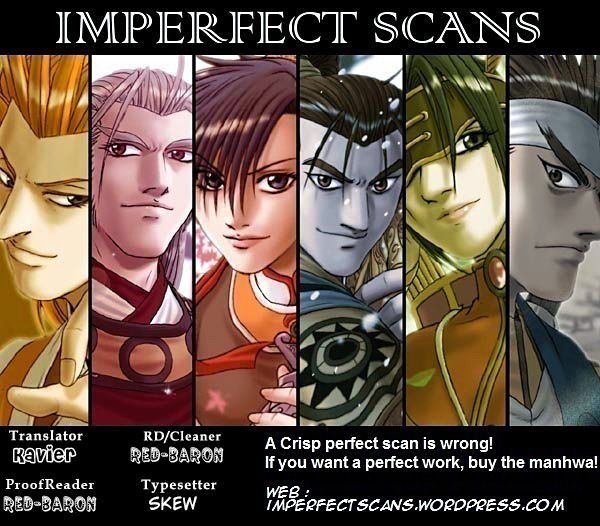 IMPERFECT SCANS
Translator
Xavier
RD/Cleaner
RED-BARON
ProofReader
RED-BARON
Typesetter
SKEW
A Crisp perfect scan is wrong!
If you want a perfect work, buy the manhwa!
WEB :
IMPERFECTSCANS.WORDPRESS.COM